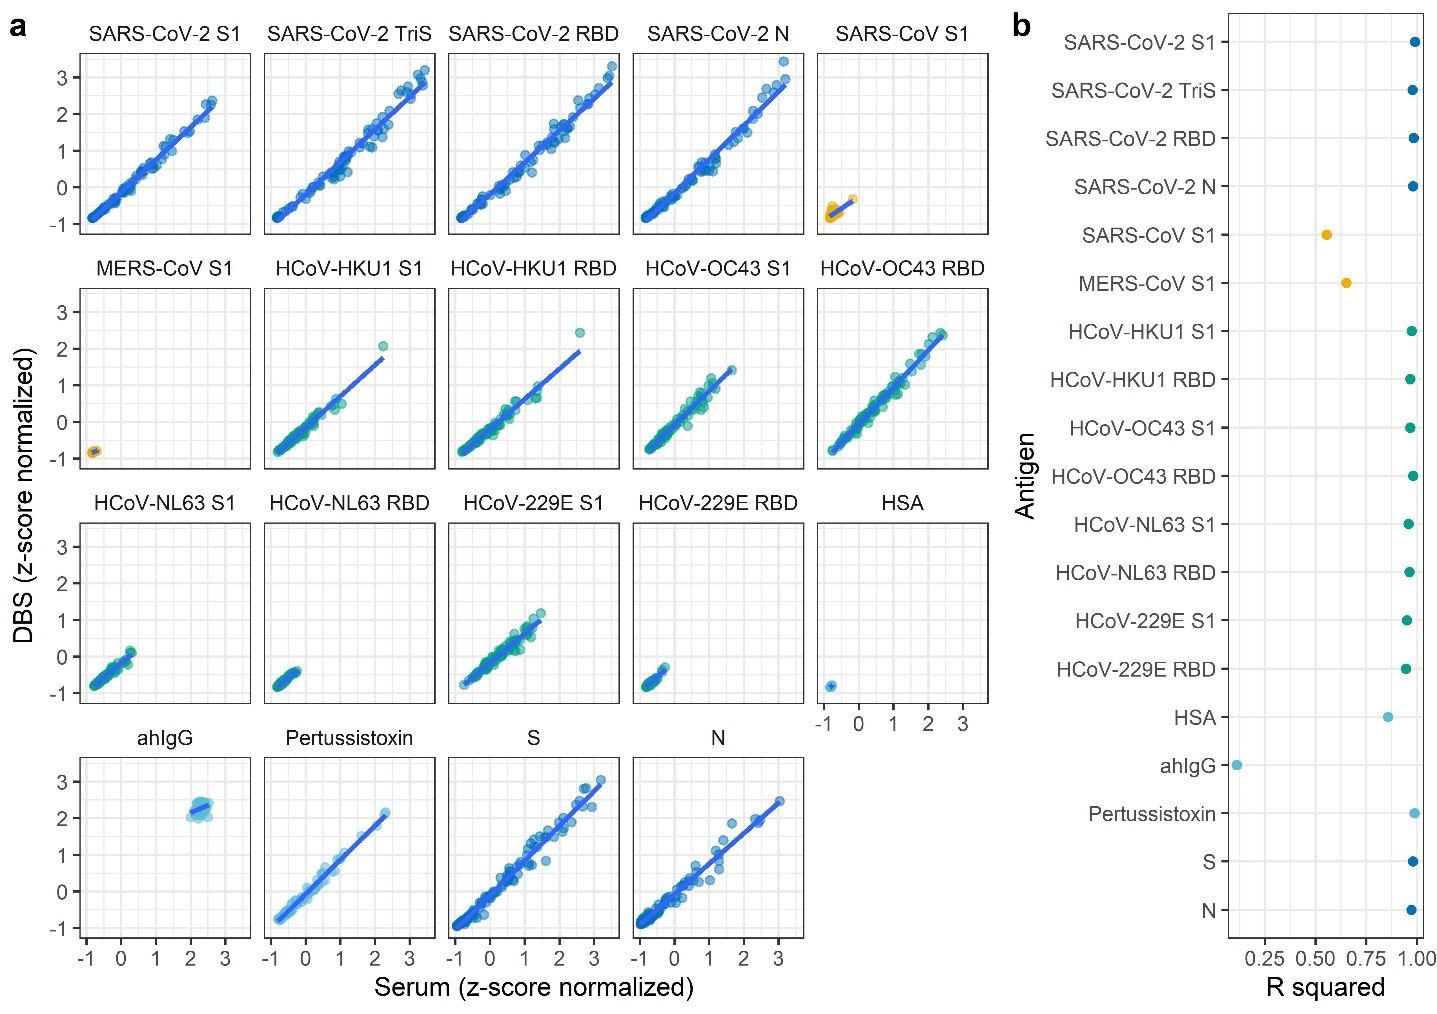 a
SARS-CoV-2 S1 SARS-CoV-2 TriS SARS-CoV-2 RBD SARS-CoV-2 N SARS-CoV S1
3
2
1
0
-1
MERS-CoV S1 HCoV-HKU1 S1 HCoV-HKU1 RBD HCoV-OC43 S1 HCoV-OC43 RBD
3
2
1
0
-1
HCoV-NL63 S1 HCoV-NL63 RBD HCoV-229E S1 HCoV-229E RBD HSA
3
2
1
0
-1
-1 0 1 2 3
ahIgG Pertussistoxin S N
3
2
1
0
-1
-1 0 1 2 3 -1 0 1 2 3 -1 0 1 2 3 -1 0 1 2 3
Serum (z-score normalized)
DBS (z-score normalized)
b
SARS-CoV-2 S1
SARS-CoV-2 TriS
SARS-CoV-2 RBD
SARS-CoV-2 N
SARS-CoV S1
MERS-CoV S1
HCoV-HKU1 S1
HCoV-HKU1 RBD
HCoV-OC43 S1
HCoV-OC43 RBD
HCoV-NL63 S1
HCoV-NL63 RBD
HCoV-229E S1
HCoV-229E RBD
HSA
ahIgG
Pertussistoxin
S
N
0.25 0.50 0.75 1.00
R squared
Antigen